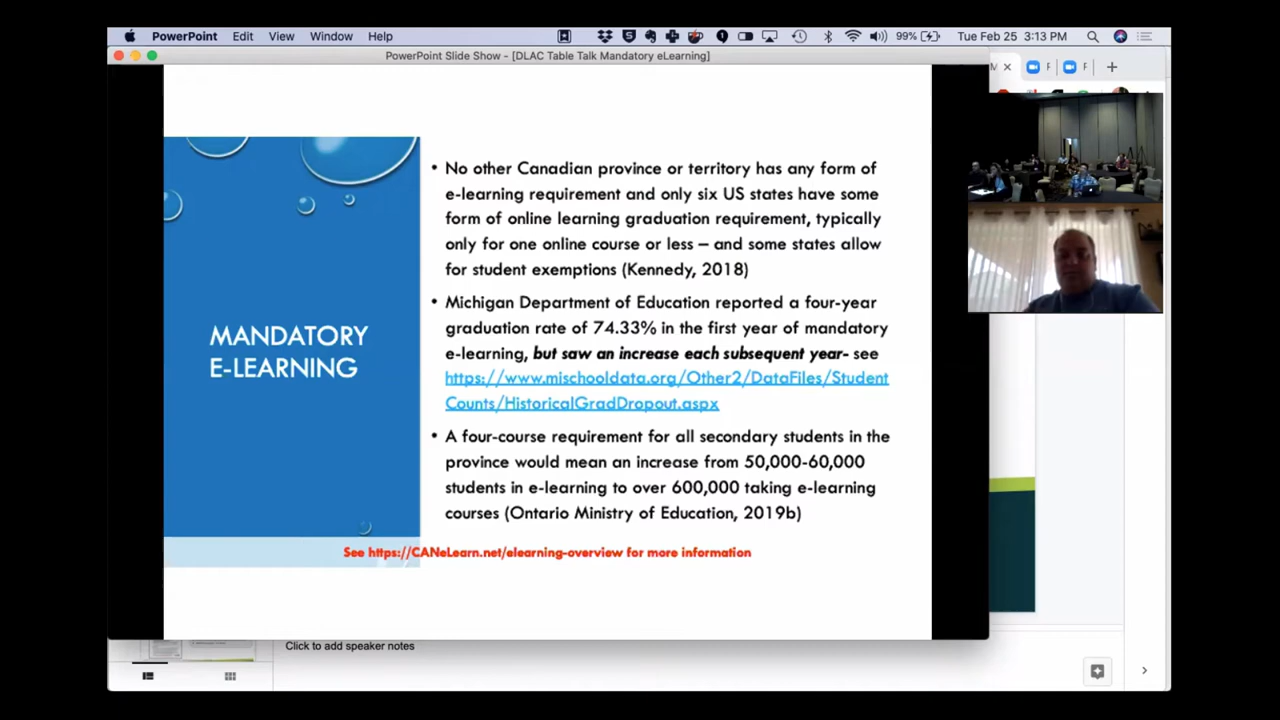 PowerPoint Edit View Window Help 99% Tue Feb 25 3:13 PM
PowerPoint Slide Show - [DLAC Table Talk Mandatory eLearning]
MANDATORY
E-LEARNING
• No other Canadian province or territory has any form of
e-learning requirement and only six US states have some
form of online learning graduation requirement, typically
only for one online course or less – and some states allow
for student exemptions (Kennedy, 2018)
• Michigan Department of Education reported a four-year
graduation rate of 74.33% in the first year of mandatory
e-learning, but saw an increase each subsequent year- see
https://www.mischooldata.org/Other2/DataFiles/Student
Counts/HistoricalGradDropout.aspx
• A four-course requirement for all secondary students in the
province would mean an increase from 50,000-60,000
students in e-learning to over 600,000 taking e-learning
courses (Ontario Ministry of Education, 2019b)
See https://CANeLearn.net/elearning-overview for more information
Click to add speaker notes